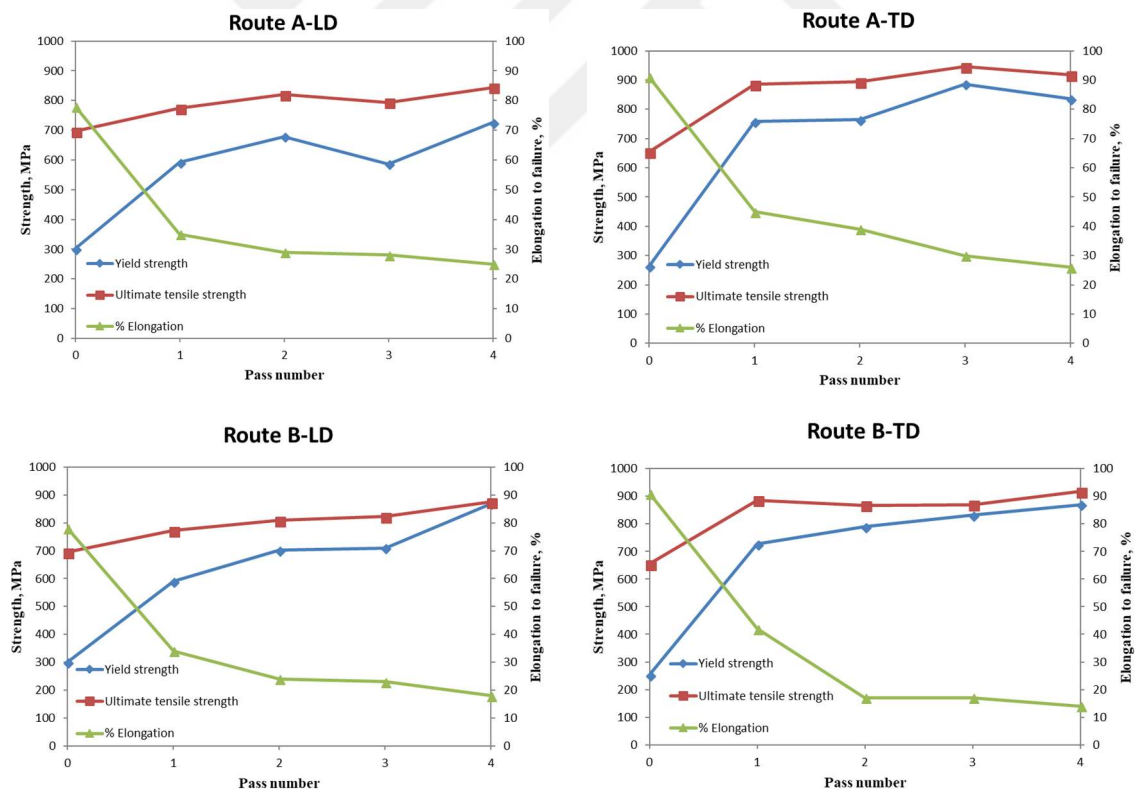 Route A-LD
1000
900
800
700
600
500
400
300
200
100
0
Strength, MPa
100
90
80
70
60
50
40
30
20
10
0
Elongation to failure, %
Yield strength
Ultimate tensile strength
% Elongation
0 1 2 3 4
Pass number
Route A-TD
1000
900
800
700
600
500
400
300
200
100
0
Strength, MPa
100
90
80
70
60
50
40
30
20
10
0
Elongation to failure, %
Yield strength
Ultimate tensile strength
% Elongation
0 1 2 3 4
Pass number
Route B-LD
1000
900
800
700
600
500
400
300
200
100
0
Strength, MPa
100
90
80
70
60
50
40
30
20
10
0
Elongation to failure, %
Yield strength
Ultimate tensile strength
% Elongation
0 1 2 3 4
Pass number
Route B-TD
1000
900
800
700
600
500
400
300
200
100
0
Strength, MPa
100
90
80
70
60
50
40
30
20
10
0
Elongation to failure, %
Yield strength
Ultimate tensile strength
% Elongation
0 1 2 3 4
Pass number